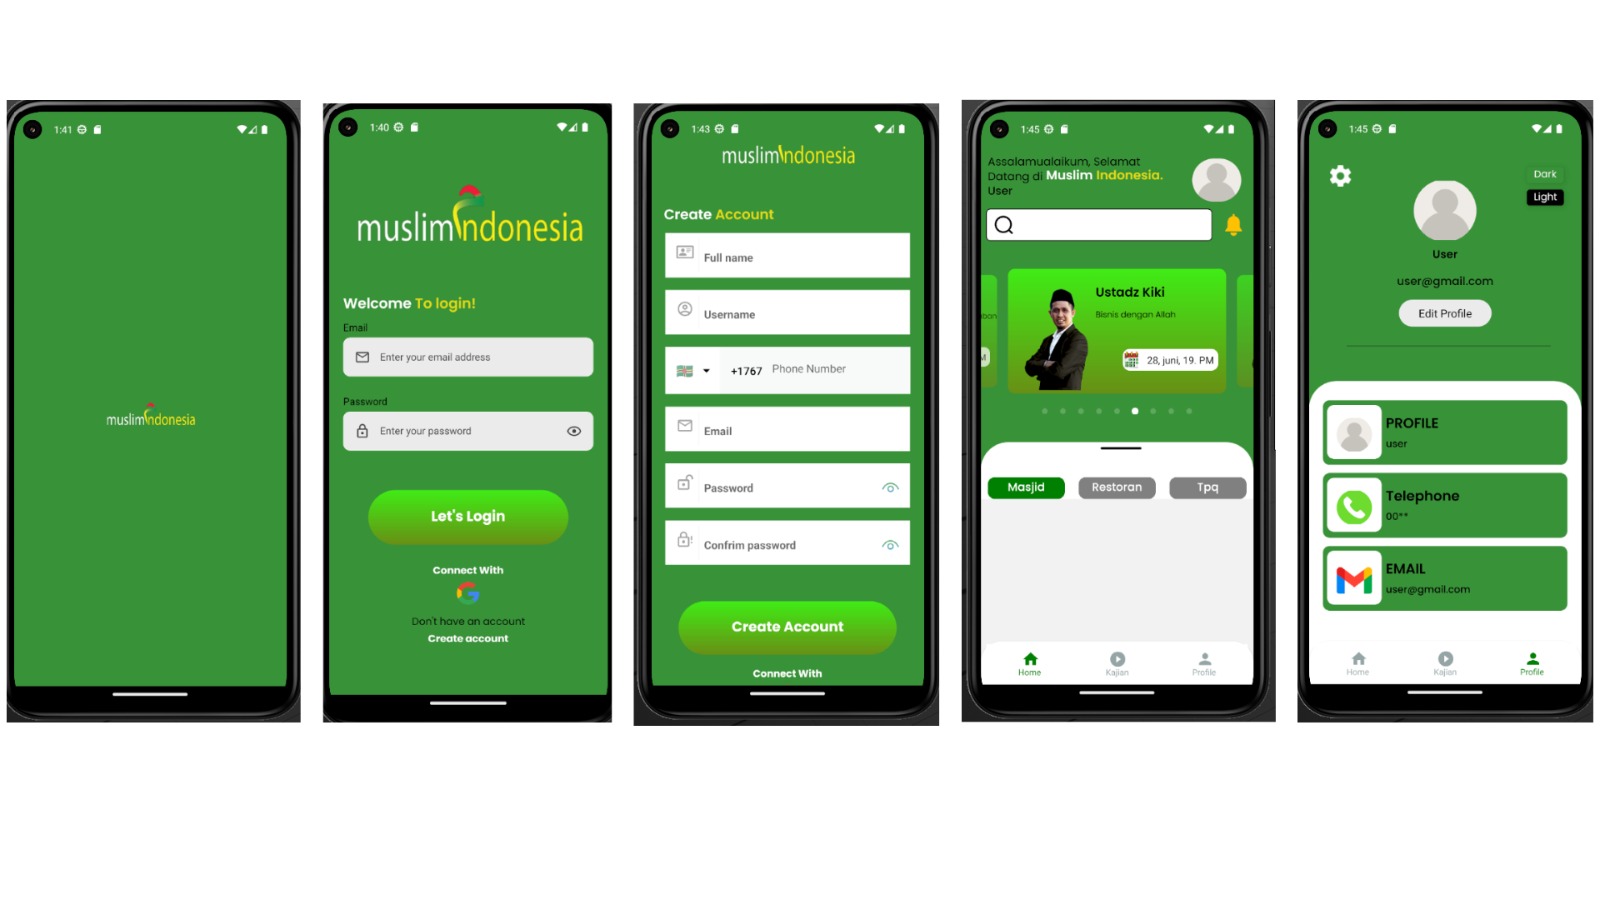 1:41
muslimindonesia
1:40
muslimindonesia
Welcome To login!
Email
Enter your email address
Password
Enter your password
Let's Login
Connect With
Don't have an account
Create account
1:43
muslimindonesia
Create Account
Full name
Username
+1767 Phone Number
Email
Password
Confrim password
Create Account
Connect With
1:45
Assalamualaikum, Selamat
Datang di Muslim Indonesia.
User
Ustadz Kiki
Bisnis dengan Allah
28, juni, 19. PM
Masjid Restoran Tpq
Home Kajian Profile
1:45
Dark
Light
User
user@gmail.com
Edit Profile
PROFILE
user
Telephone
00**
EMAIL
user@gmail.com
Home Kajian Profile